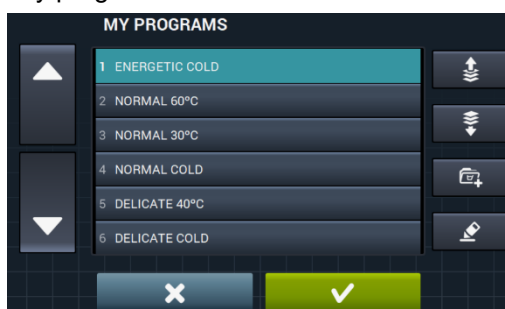 MY PROGRAMS
1 ENERGETIC COLD
2 NORMAL 60ºC
3 NORMAL 30ºC
4 NORMAL COLD
5 DELICATE 40ºC
6 DELICATE COLD